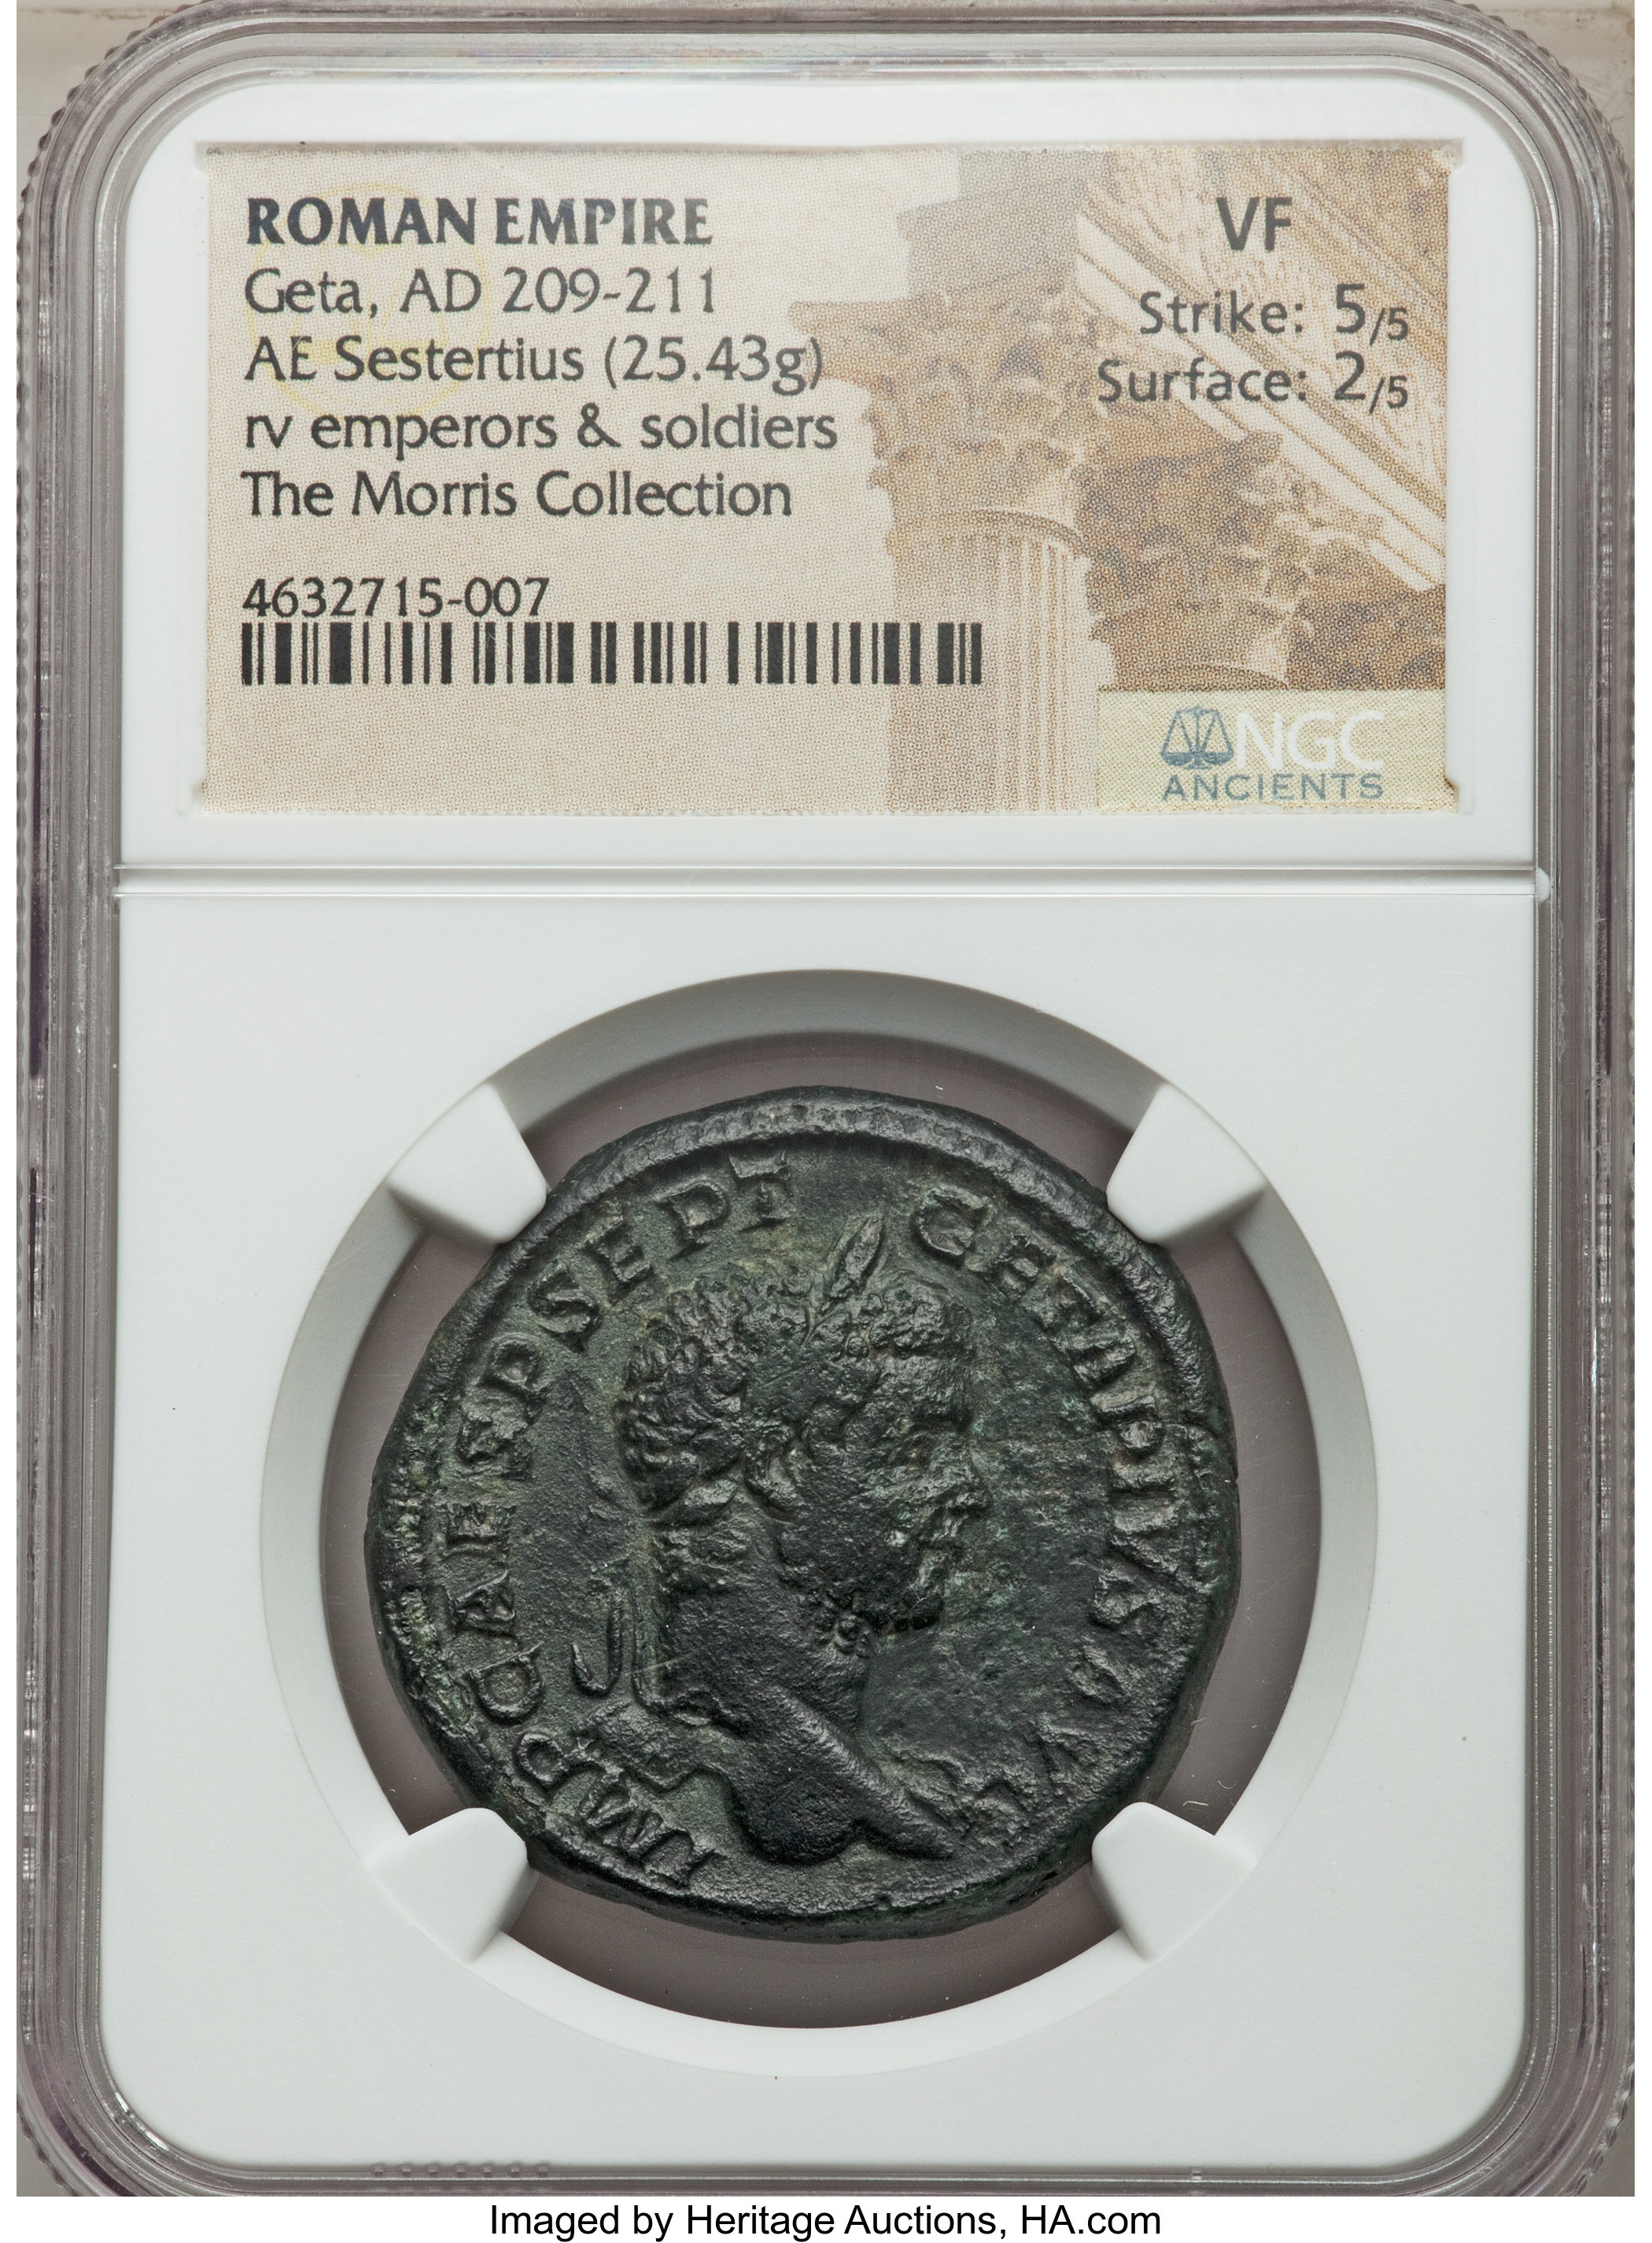 ROMAN EMPIRE
Geta, AD 209-211
AE Sestertius (25.43g)
rv emperors & soldiers
The Morris Collection
4632715-007
VF
Strike: 5/5
Surface: 2/5
NGC
ANCIENTS
IMP CAES P SEPT GETA PIVS AVG
Imaged by Heritage Auctions, HA.com